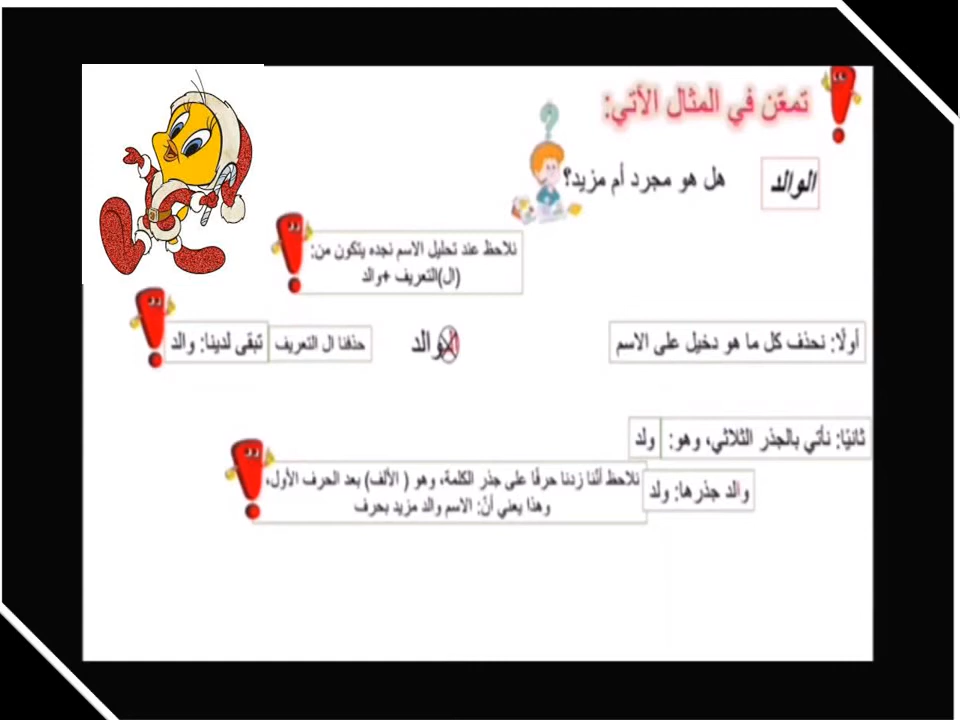 تمعّن في المثال الآتي:
الوالد
هل هو مجرد أم مزيد؟
نلاحظ عند تحليل الاسم نجده يتكون من:
(ال)التعريف +والد
أولًا: نحذف كل ما هو دخيل على الاسم
الوالد
حذفنا ال التعريف
تبقى لدينا: والد
ثانيًا: نأتي بالجذر الثلاثي، وهو:
ولد
والد جذرها: ولد
نلاحظ أننا زدنا حرفًا على جذر الكلمة، وهو ( الألف) بعد الحرف الأول،
وهذا يعني أنّ: الاسم والد مزيد بحرف